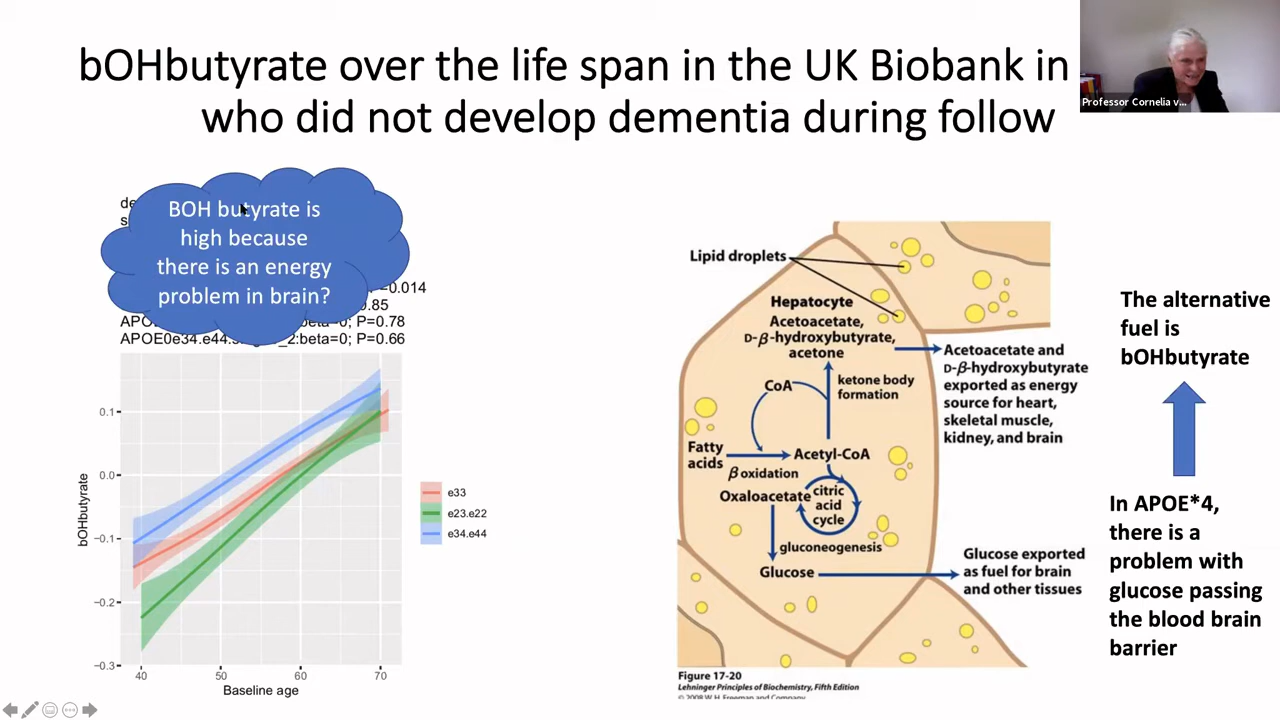 bOHbutyrate over the life span in the UK Biobank in
who did not develop dementia during follow
Professor Cornelia v...
de
s
BOH butyrate is
high because
there is an energy
problem in brain?
=0.014
0.85
APO beta=0; P=0.78
APOE0e34.e44. _2:beta=0; P=0.66
bOHbutyrate
0.1
0.0
−0.1
−0.2
−0.3
40
50
60
70
Baseline age
e33
e23.e22
e34.e44
Lipid droplets
Hepatocyte
Acetoacetate,
D-β-hydroxybutyrate,
acetone
CoA
ketone body
formation
Acetoacetate and
D-β-hydroxybutyrate
exported as energy
source for heart,
skeletal muscle,
kidney, and brain
Fatty
acids
β oxidation
Acetyl-CoA
Oxaloacetate
citric
acid
cycle
gluconeogenesis
Glucose
Glucose exported
as fuel for brain
and other tissues
Figure 17-20
Lehninger Principles of Biochemistry, Fifth Edition
© 2008 W. H. Freeman and Company
The alternative
fuel is
bOHbutyrate
In APOE*4,
there is a
problem with
glucose passing
the blood brain
barrier